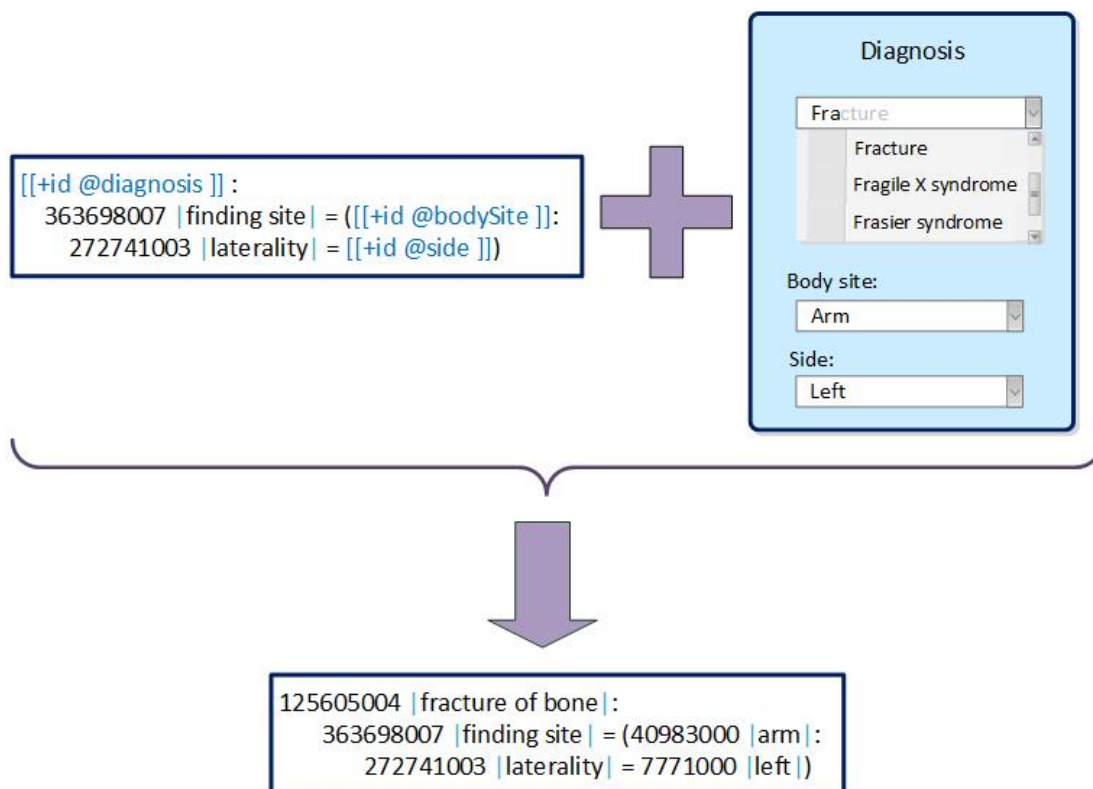 Diagnosis
Fracture
Fracture
Fragile X syndrome
Frasier syndrome
Body site:
Arm
Side:
Left
[[+id @diagnosis ]] :
363698007 |finding site| = ([[+id @bodySite ]]:
272741003 |laterality| = [[+id @side ]])
125605004 |fracture of bone|:
363698007 |finding site| = (40983000 |arm|:
272741003 |laterality| = 7771000 |left|)